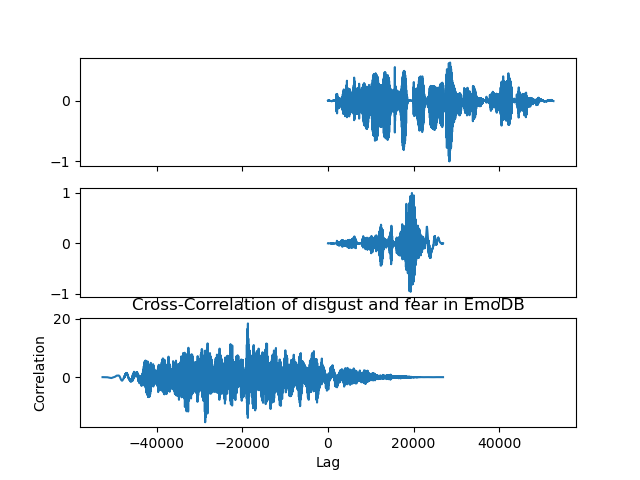 0
−1
1
0
−1
Cross-Correlation of disgust and fear in EmoDB
20
0
Correlation
−40000 −20000 0 20000 40000
Lag